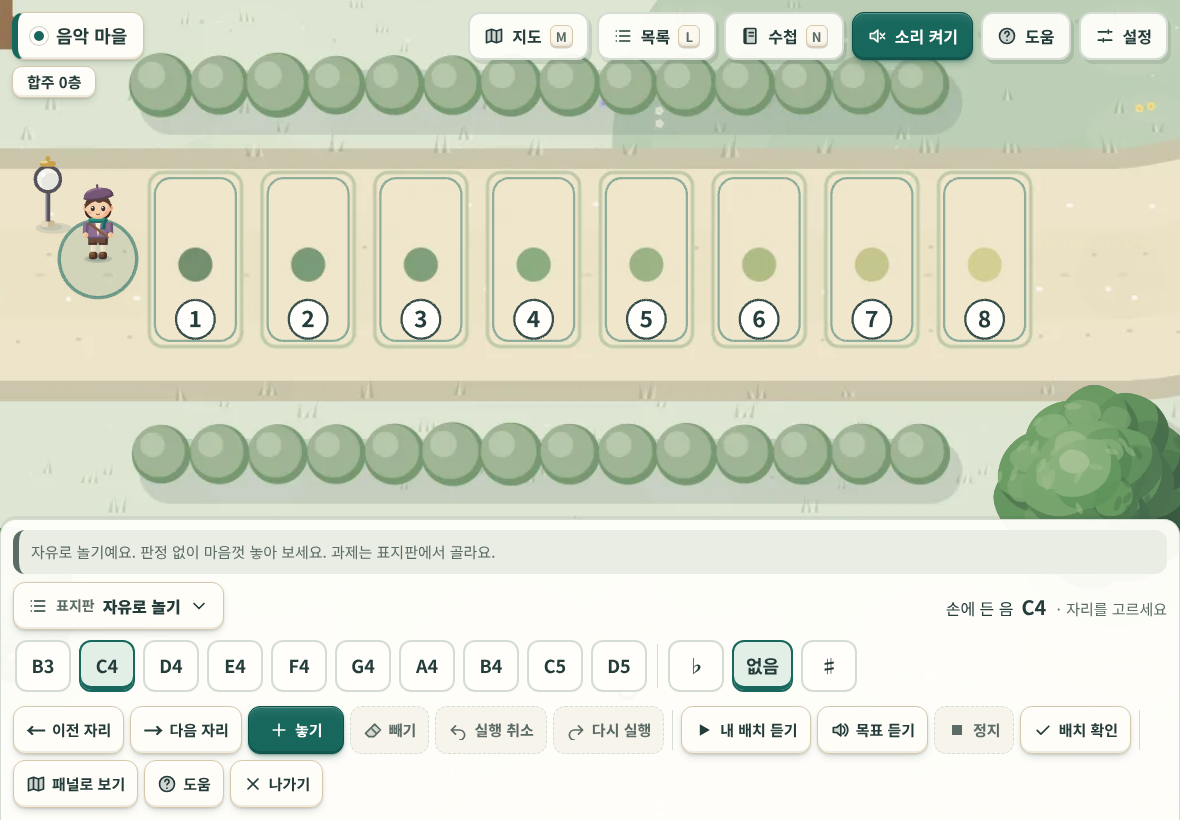 음악 마을
지도 M
목록 L
수첩 N
소리 켜기
도움
설정
합주 0층
1 2 3 4 5 6 7 8
자유로 놀기예요. 판정 없이 마음껏 놓아 보세요. 과제는 표지판에서 골라요.
표지판 자유로 놀기
손에 든 음 C4 · 자리를 고르세요
B3 C4 D4 E4 F4 G4 A4 B4 C5 D5 ♭ 없음 ♯
← 이전 자리 → 다음 자리 + 놓기 빼기 실행 취소 다시 실행 내 배치 듣기 목표 듣기 정지 배치 확인
패널로 보기 도움 나가기